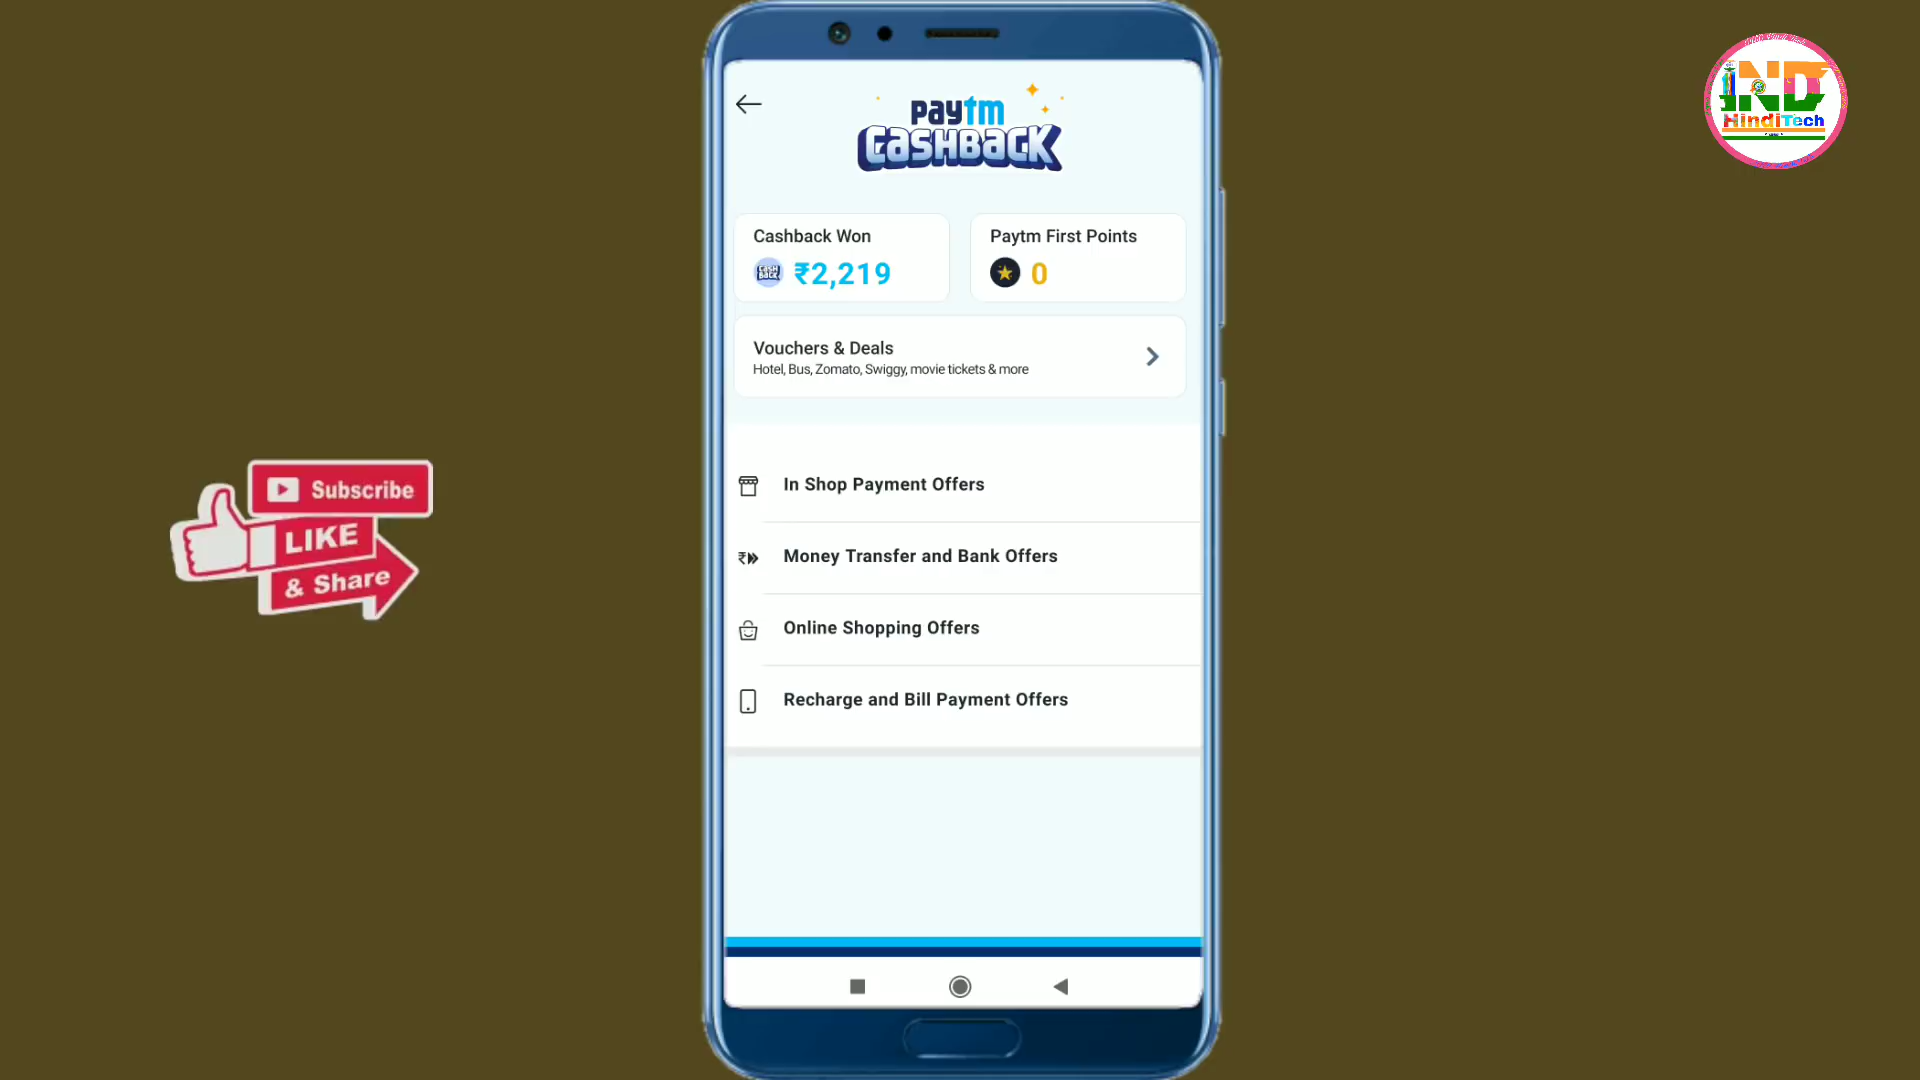 paytm
CASHBACK
Cashback Won
CASH
BACK
₹2,219
Paytm First Points
0
Vouchers & Deals
Hotel, Bus, Zomato, Swiggy, movie tickets & more
In Shop Payment Offers
₹
Money Transfer and Bank Offers
Online Shopping Offers
Recharge and Bill Payment Offers
Subscribe
LIKE
& Share
iND
HindiTech